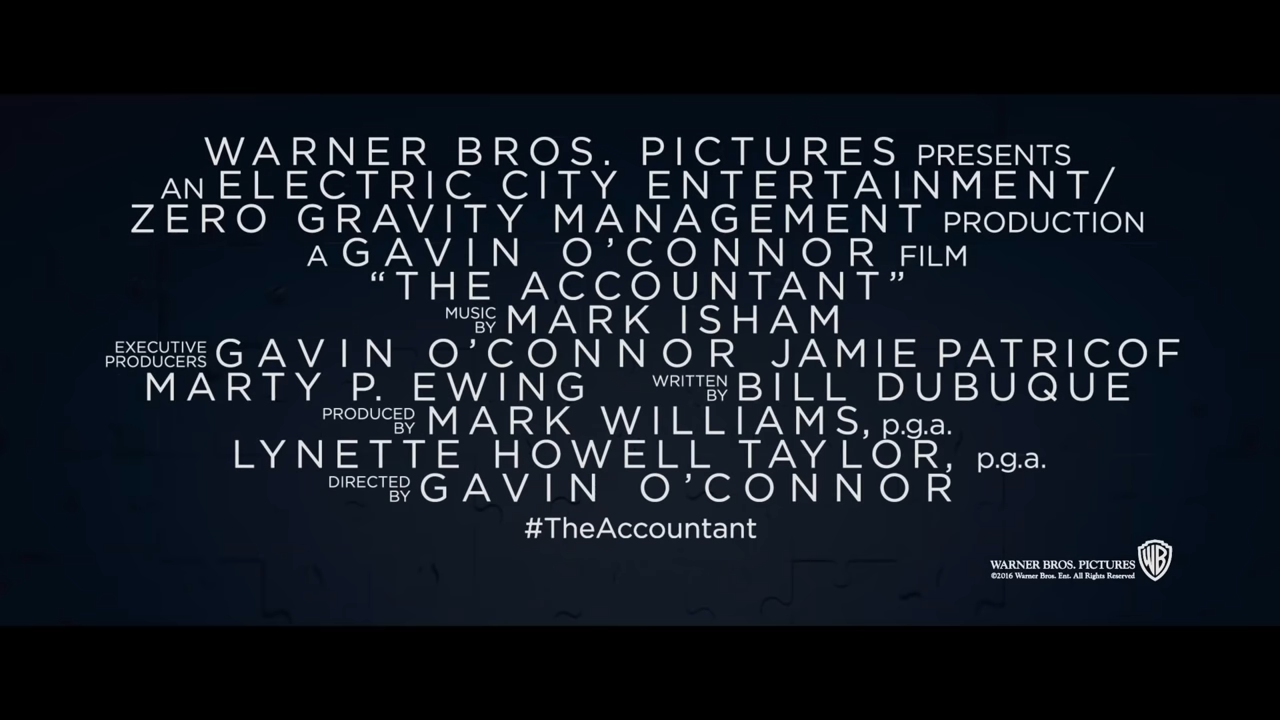 WARNER BROS. PICTURES PRESENTS
AN ELECTRIC CITY ENTERTAINMENT/
ZERO GRAVITY MANAGEMENT PRODUCTION
A GAVIN O'CONNOR FILM
“THE ACCOUNTANT”
MUSIC BY MARK ISHAM
EXECUTIVE PRODUCERS GAVIN O'CONNOR JAMIE PATRICOF
MARTY P. EWING WRITTEN BY BILL DUBUQUE
PRODUCED BY MARK WILLIAMS, p.g.a.
LYNETTE HOWELL TAYLOR, p.g.a.
DIRECTED BY GAVIN O'CONNOR
#TheAccountant
WARNER BROS. PICTURES WB
©2016 Warner Bros. Ent. All Rights Reserved